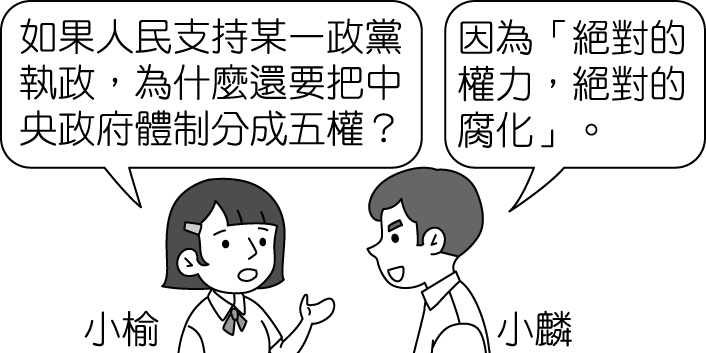 如果人民支持某一政黨
執政，為什麼還要把中
央政府體制分成五權？
因為「絕對的
權力，絕對的
腐化」。
小榆
小麟